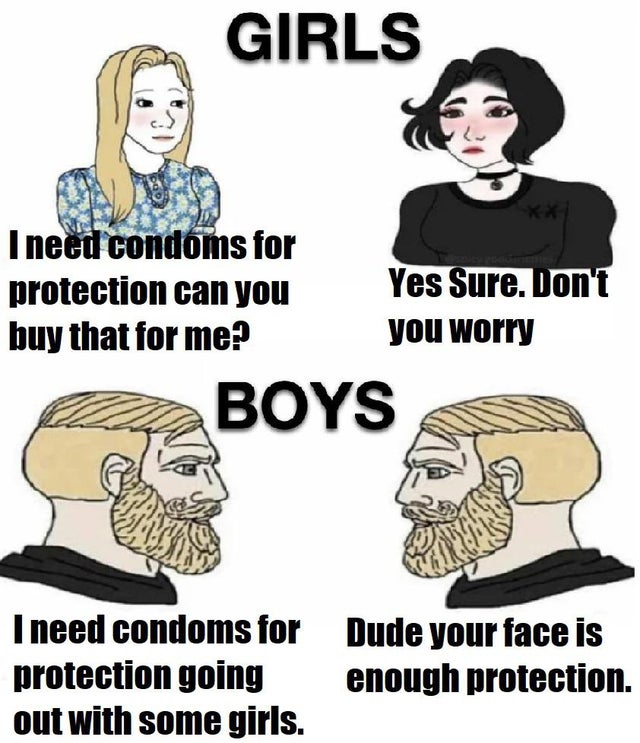 GIRLS
I need condoms for
protection can you
buy that for me?
Yes Sure. Don't
you worry
BOYS
I need condoms for
protection going
out with some girls.
Dude your face is
enough protection.